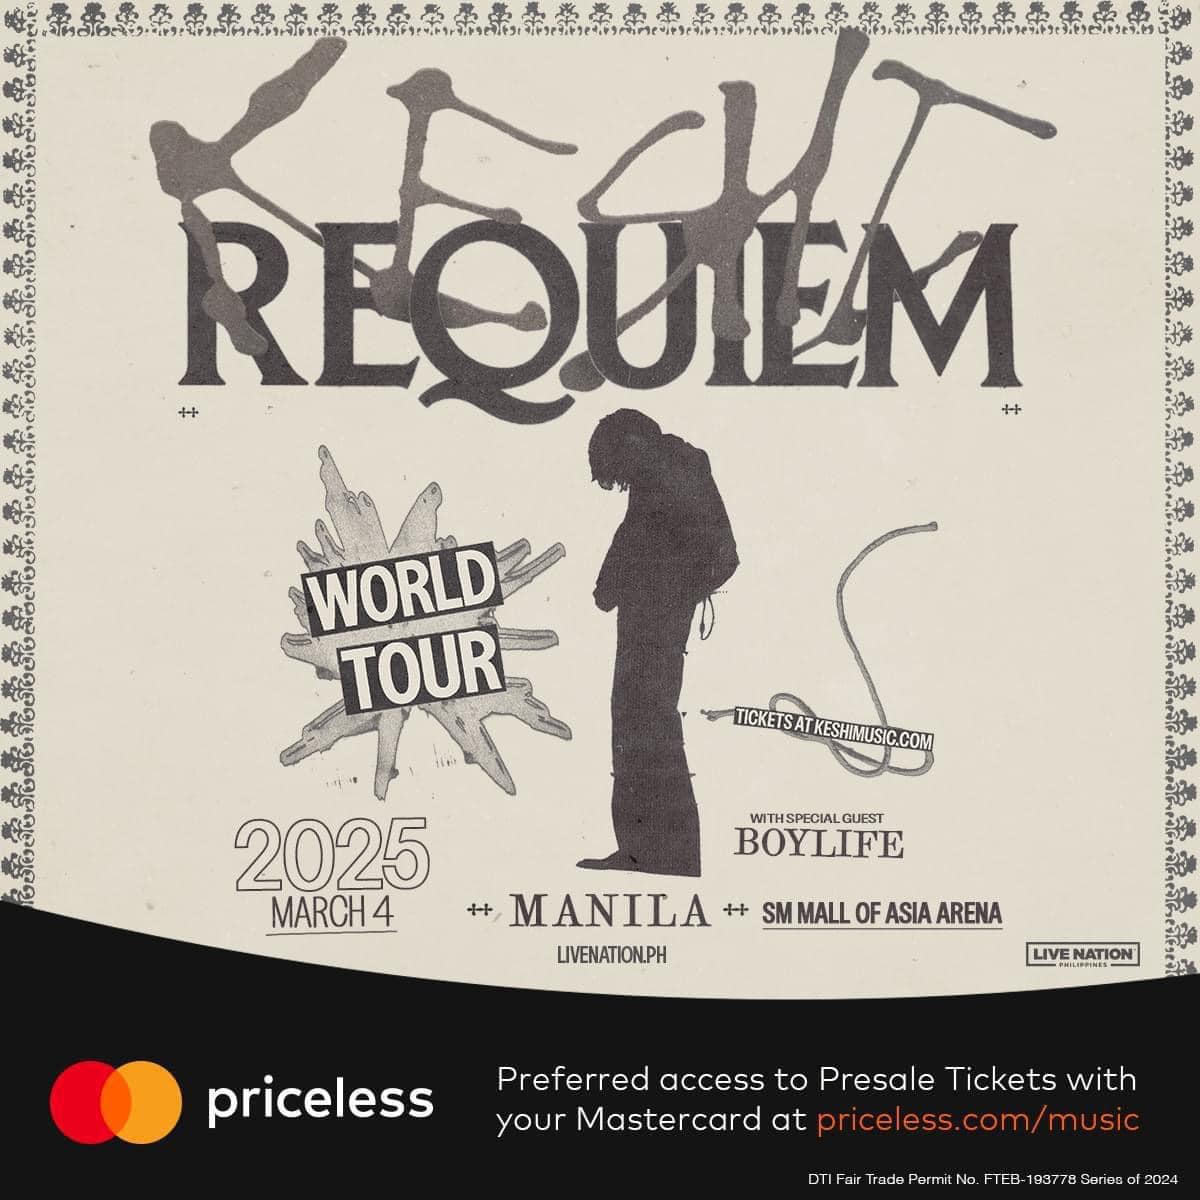 KESHI
REQUIEM
WORLD
TOUR
TICKETS AT KESHIMUSIC.COM
WITH SPECIAL GUEST
BOYLIFE
2025
MARCH 4
MANILA
SM MALL OF ASIA ARENA
LIVENATION.PH
LIVE NATION
PHILIPPINES
priceless
Preferred access to Presale Tickets with
your Mastercard at priceless.com/music
DTI Fair Trade Permit No. FTEB-193778 Series of 2024